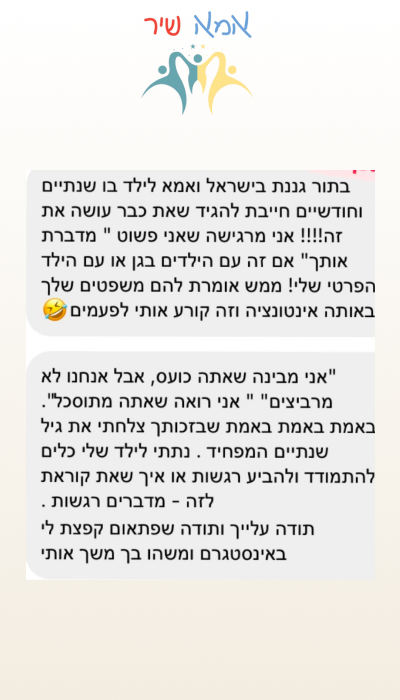 אמא שיר
בתור גננת בישראל ואמא לילד בו שנתיים
וחודשיים חייבת להגיד שאת כבר עושה את
זה!!!! אני מרגישה שאני פשוט " מדברת
אותך" אם זה עם הילדים בגן או עם הילד
הפרטי שלי! ממש אומרת להם משפטים שלך
באותה אינטונציה וזה קורע אותי לפעמים🤣
"אני מבינה שאתה כועס, אבל אנחנו לא
מרביצים" " אני רואה שאתה מתוסכל".
באמת באמת באמת שבזכותך צלחתי את גיל
שנתיים המפחיד . נתתי לילד שלי כלים
להתמודד ולהביע רגשות או איך שאת קוראת
לזה - מדברים רגשות .
תודה עלייך ותודה שפתאום קפצת לי
באינסטגרם ומשהו בך משך אותי